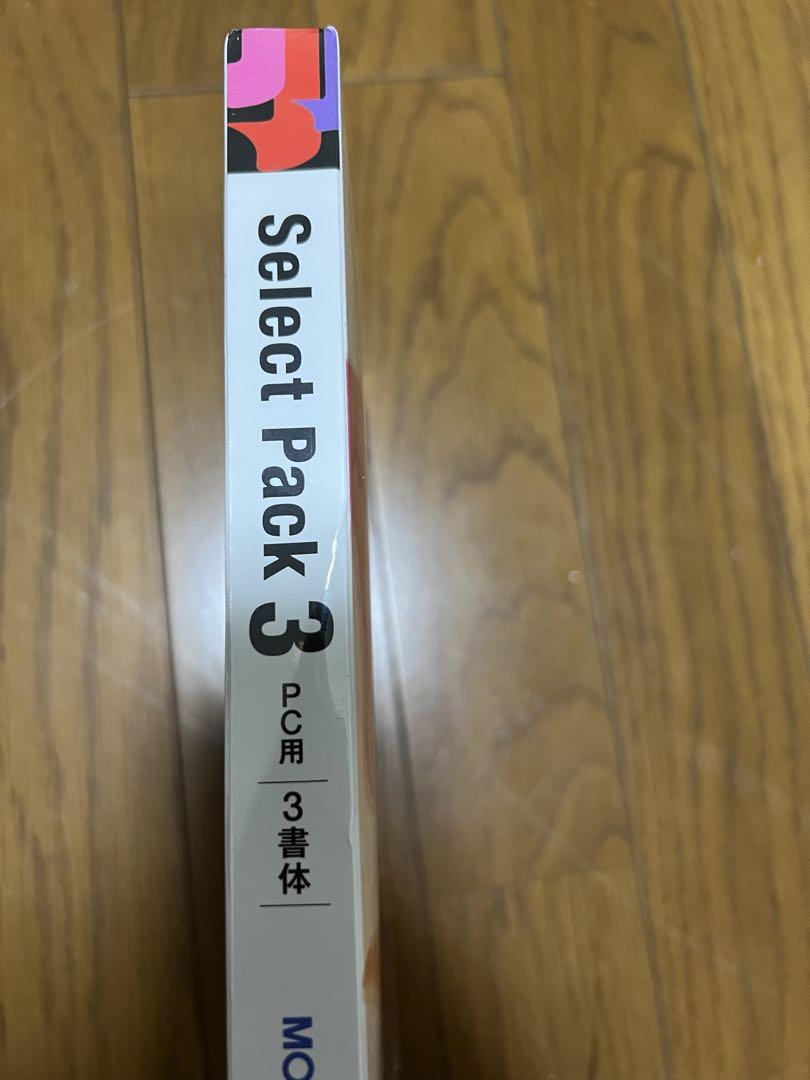 Select Pack 3
PC用
3書体
MO